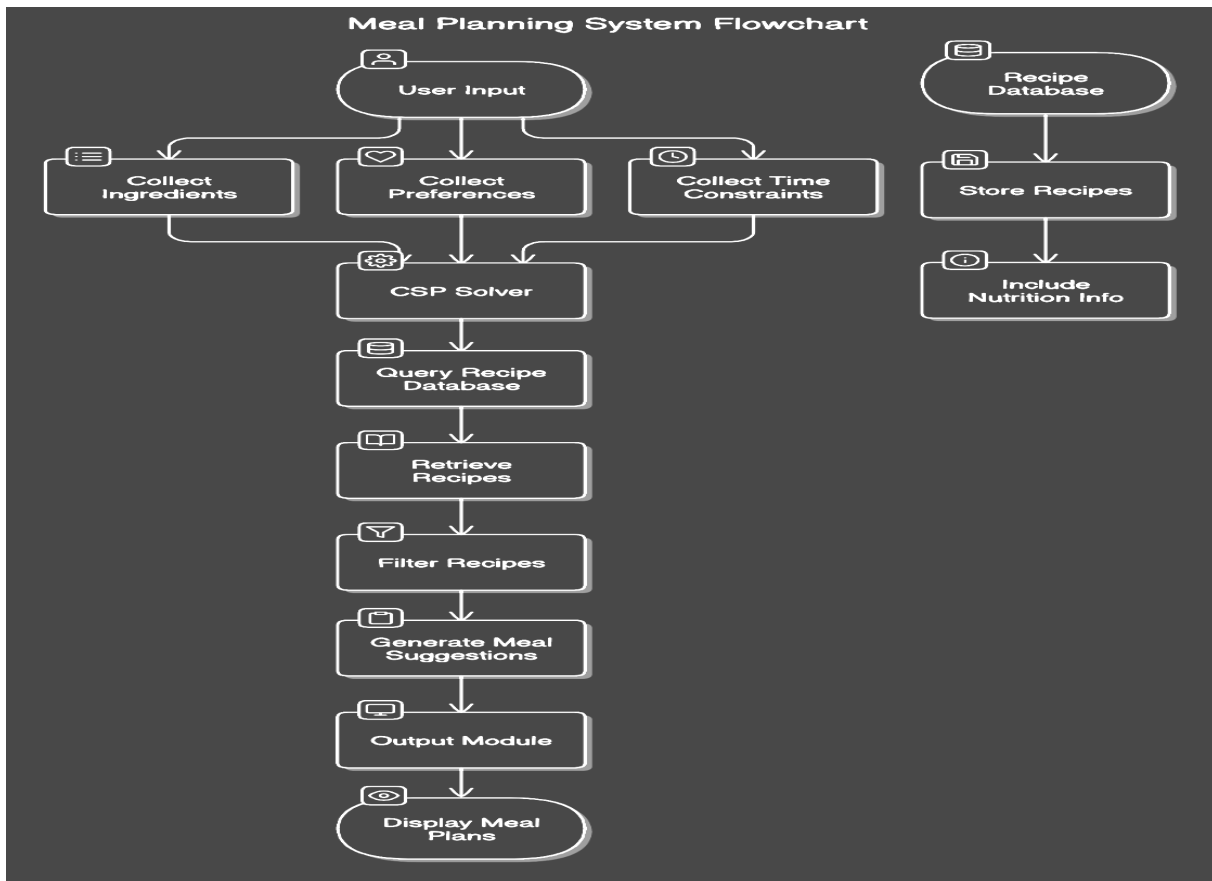 Meal Planning System Flowchart
User Input
Recipe
Database
Collect
Ingredients
Collect
Preferences
Collect Time
Constraints
Store Recipes
CSP Solver
Include
Nutrition Info
Query Recipe
Database
Retrieve
Recipes
Filter Recipes
Generate Meal
Suggestions
Output Module
Display Meal
Plans